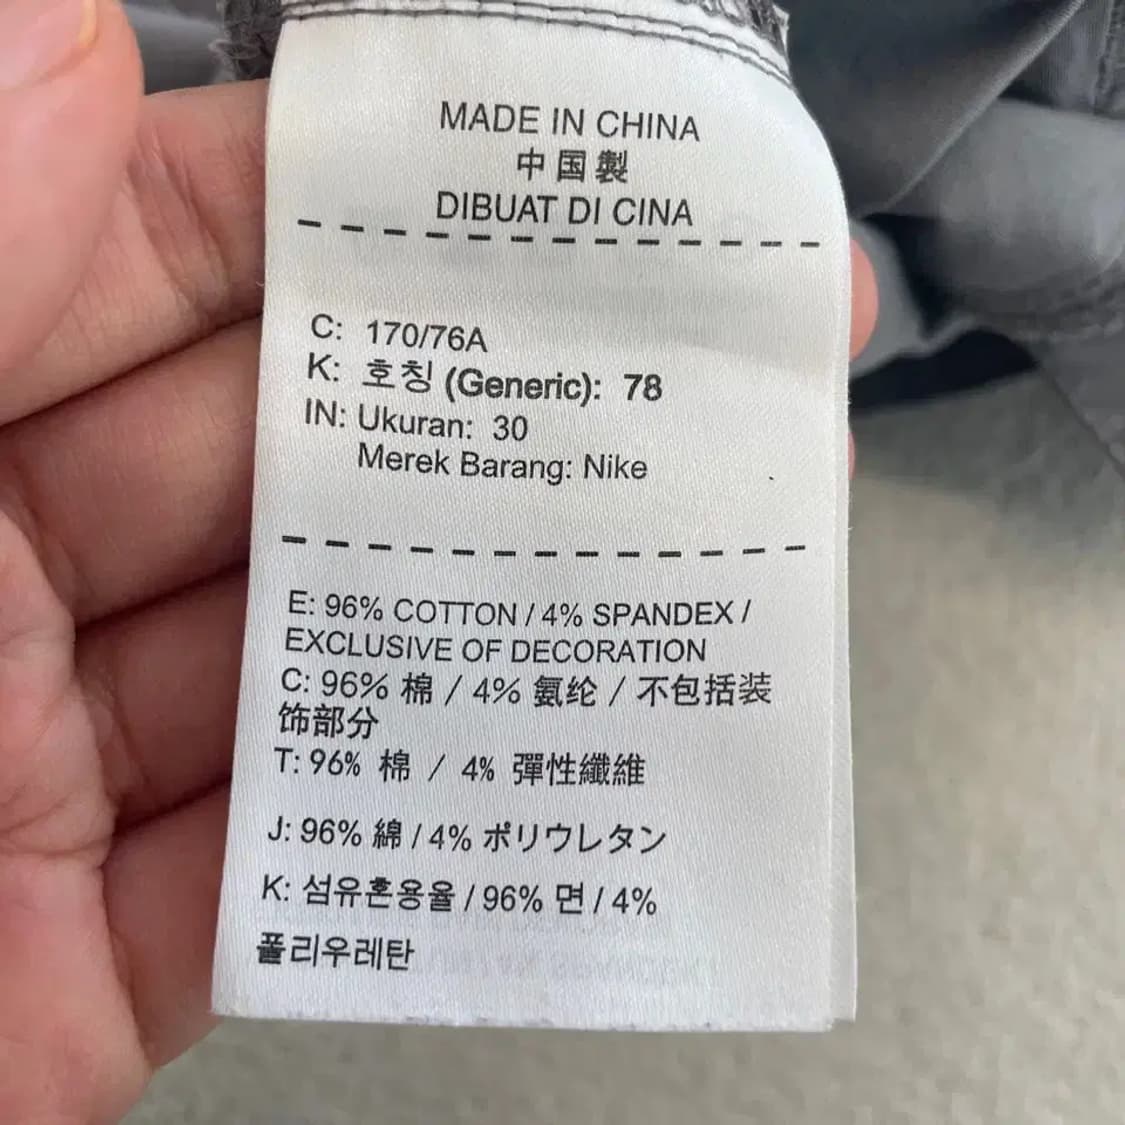 MADE IN CHINA
中国製
DIBUAT DI CINA
C: 170/76A
K: 호칭 (Generic): 78
IN: Ukuran: 30
Merek Barang: Nike
E: 96% COTTON / 4% SPANDEX /
EXCLUSIVE OF DECORATION
C: 96% 棉 / 4% 氨纶 / 不包括装
饰部分
T: 96% 棉 / 4% 彈性纖維
J: 96% 綿 / 4% ポリウレタン
K: 섬유혼용율 / 96% 면 / 4%
폴리우레탄